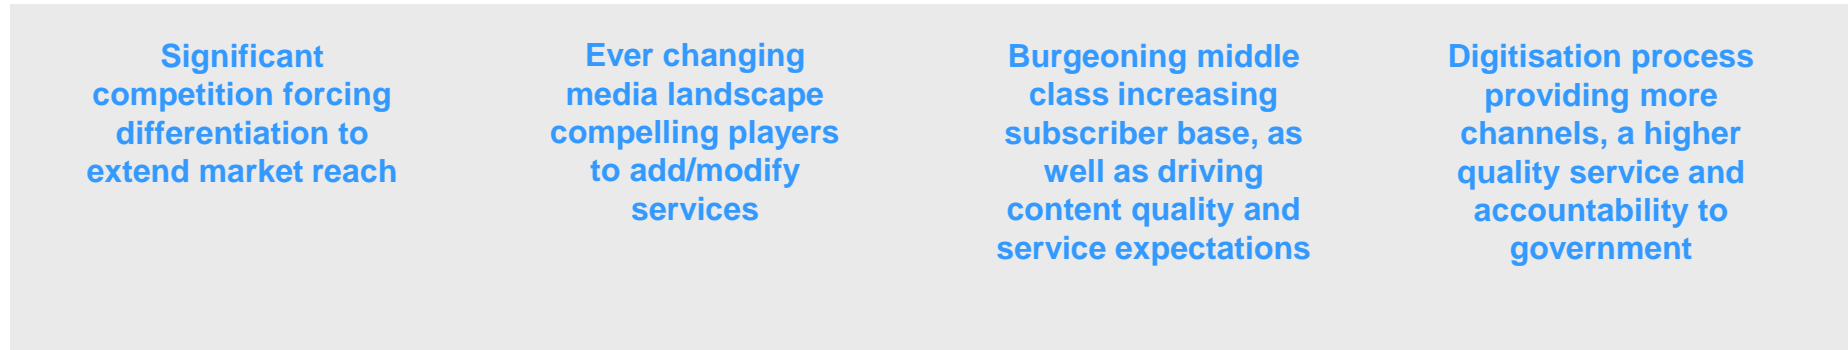 Significant
competition forcing
differentiation to
extend market reach
Ever changing
media landscape
compelling players
to add/modify
services
Burgeoning middle
class increasing
subscriber base, as
well as driving
content quality and
service expectations
Digitisation process
providing more
channels, a higher
quality service and
accountability to
government